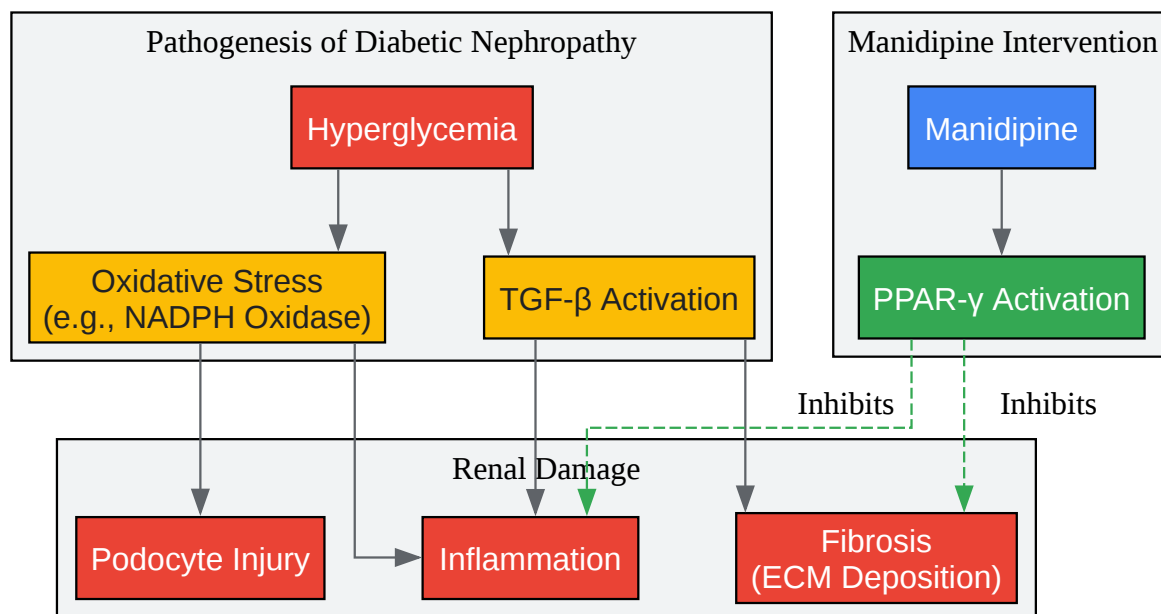 Pathogenesis of Diabetic Nephropathy
Manidipine Intervention
Hyperglycemia
Manidipine
Oxidative Stress
(e.g., NADPH Oxidase)
TGF-β Activation
PPAR-γ Activation
Inhibits
Inhibits
Renal Damage
Podocyte Injury
Inflammation
Fibrosis
(ECM Deposition)